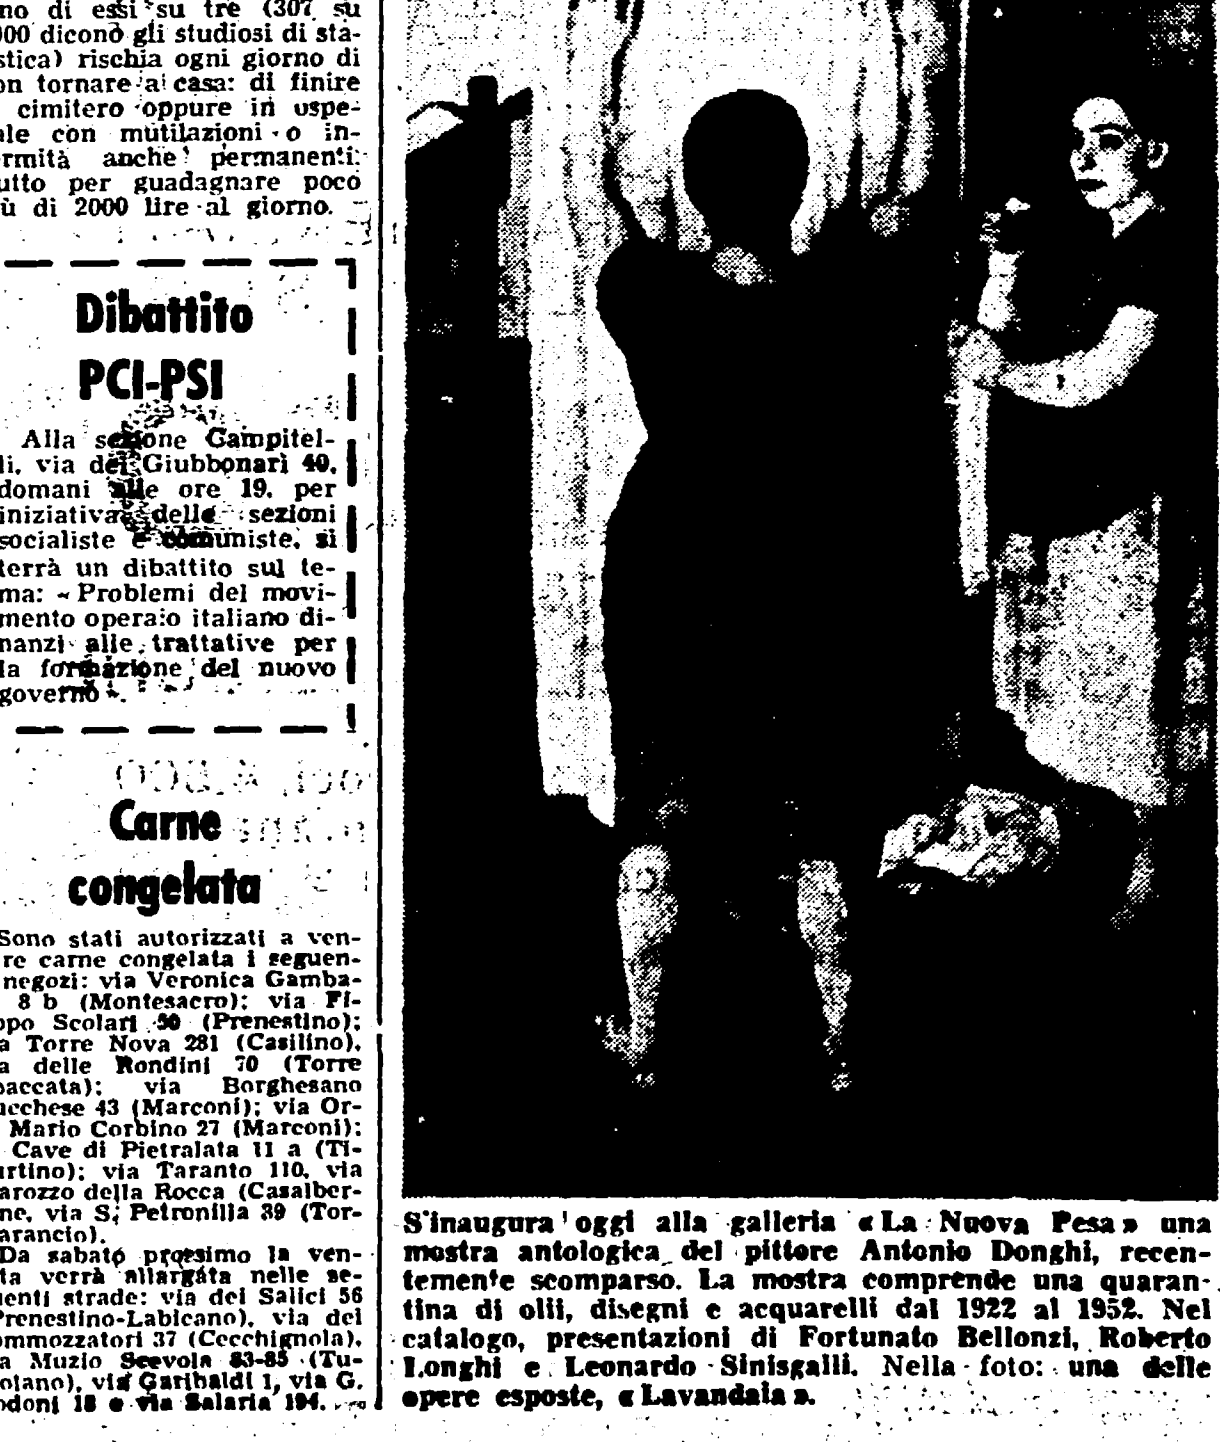 no di essi su tre (307 su
000 dicono gli studiosi di sta-
stica) rischia ogni giorno di
on tornare a casa: di finire
cimitero oppure in ospe-
ale con mutilazioni o in-
ermità anche permanenti:
utto per guadagnare poco
ù di 2000 lire al giorno.
Dibattito
PCI-PSI
Alla sezione Campitel-
li, via dei Giubbonari 40,
domani alle ore 19, per
iniziativa delle sezioni
socialiste e comuniste, si
terrà un dibattito sul te-
ma: « Problemi del movi-
mento operaio italiano di-
nanzi alle trattative per
la formazione del nuovo
governo ».
Carne
congelata
Sono stati autorizzati a ven-
re carne congelata i seguen-
negozi: via Veronica Gamba-
8 b (Montesacro); via Fi-
ppo Scolari 50 (Prenestino);
a Torre Nova 281 (Casilino),
a delle Rondini 70 (Torre
paccata); via Borghesano
ucchese 43 (Marconi); via Or-
Mario Corbino 27 (Marconi);
Cave di Pietralata 11 a (Ti-
urtino); via Taranto 110, via
arozzo della Rocca (Casalber-
ne, via S. Petronilla 39 (Tor-
arancio).
Da sabato prossimo la ven-
ta verrà allargata nelle se-
uenti strade: via dei Salici 56
Prenestino-Labicano), via dei
ommozzatori 37 (Cecchignola),
a Muzio Scevola 83-85 (Tu-
olano), via Garibaldi 1, via G.
odoni 18 e via Salaria 194.
S'inaugura oggi alla galleria « La Nuova Pesa » una
mostra antologica del pittore Antonio Donghi, recen-
temente scomparso. La mostra comprende una quaran-
tina di olii, disegni e acquarelli dal 1922 al 1952. Nel
catalogo, presentazioni di Fortunato Bellonzi, Roberto
Longhi e Leonardo Sinisgalli. Nella foto: una delle
opere esposte, « Lavandaia ».